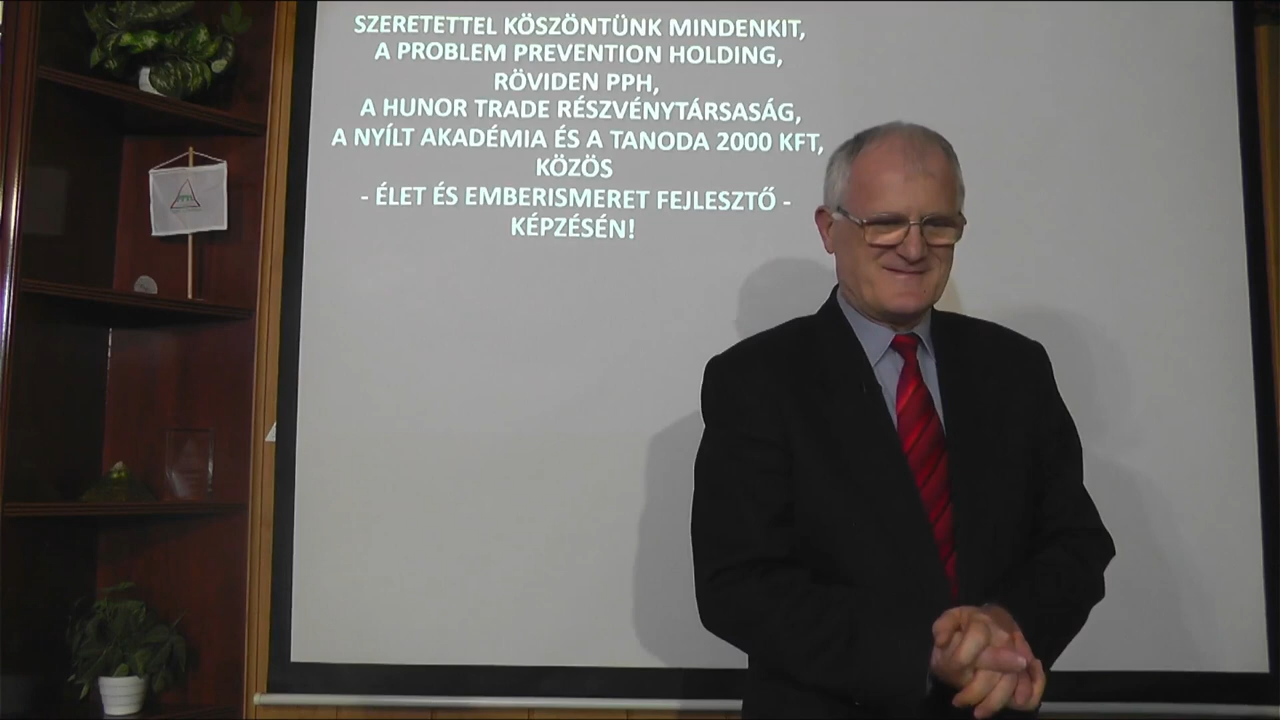 SZERETETTEL KÖSZÖNTÜNK MINDENKIT,
A PROBLEM PREVENTION HOLDING,
RÖVIDEN PPH,
A HUNOR TRADE RÉSZVÉNYTÁRSASÁG,
A NYÍLT AKADÉMIA ÉS A TANODA 2000 KFT,
KÖZÖS
- ÉLET ÉS EMBERISMERET FEJLESZTŐ -
KÉPZÉSÉN!